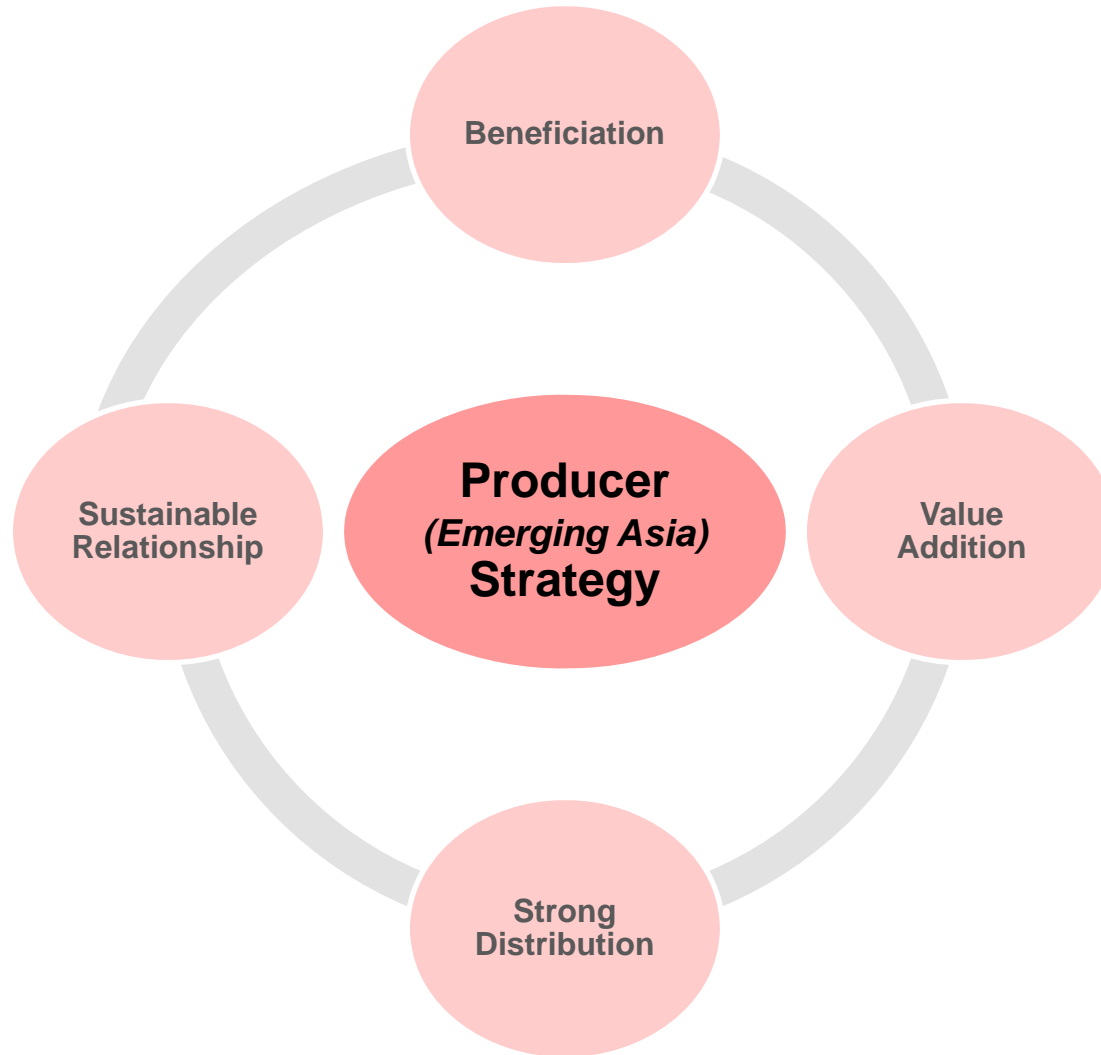 Beneficiation
Sustainable
Relationship
Producer
(Emerging Asia)
Strategy
Value
Addition
Strong
Distribution